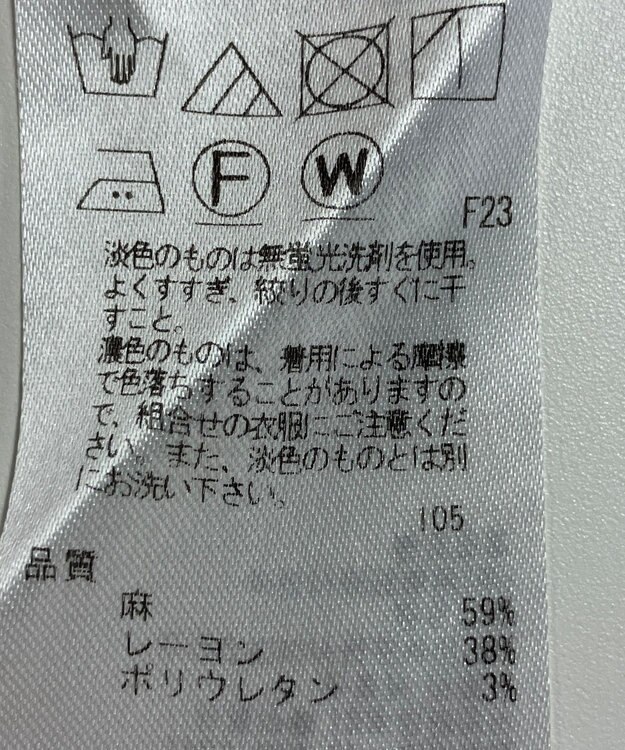 F W
F23
淡色のものは無蛍光洗剤を使用。
よくすすぎ、絞りの後すぐに干
すこと。
濃色のものは、着用による摩擦
で色落ちすることがありますの
で、組合せの衣服にご注意くだ
さい。また、淡色のものとは別
にお洗い下さい。
105
品質
麻 59%
レーヨン 38%
ポリウレタン 3%